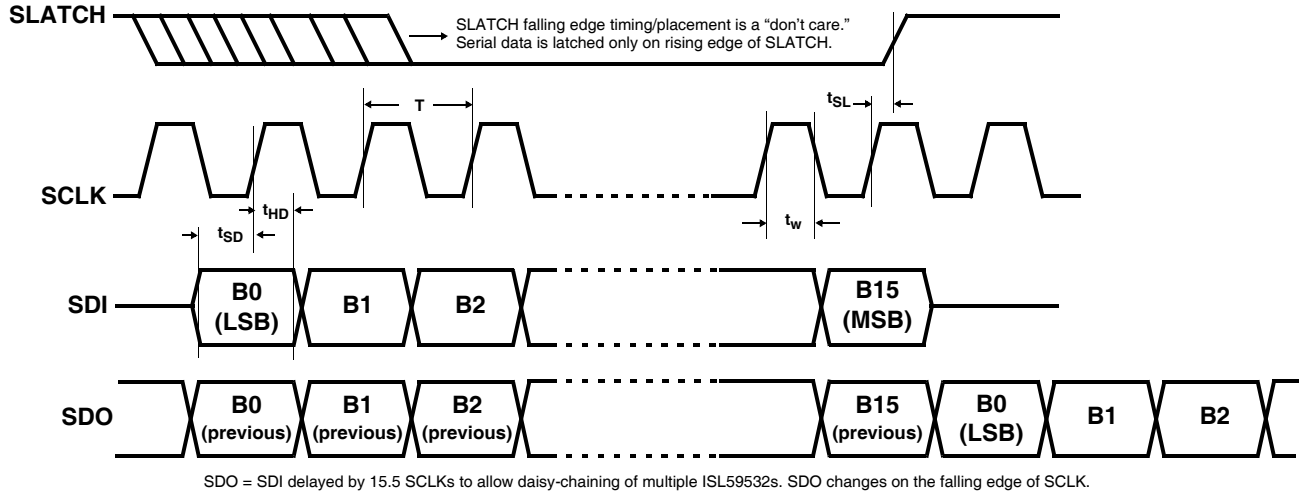 SLATCH
SLATCH falling edge timing/placement is a “don’t care.”
Serial data is latched only on rising edge of SLATCH.
T
tSL
SCLK
tHD
tSD
tw
SDI
B0
(LSB)
B1
B2
B15
(MSB)
SDO
B0
(previous)
B1
(previous)
B2
(previous)
B15
(previous)
B0
(LSB)
B1
B2
SDO = SDI delayed by 15.5 SCLKs to allow daisy-chaining of multiple ISL59532s. SDO changes on the falling edge of SCLK.